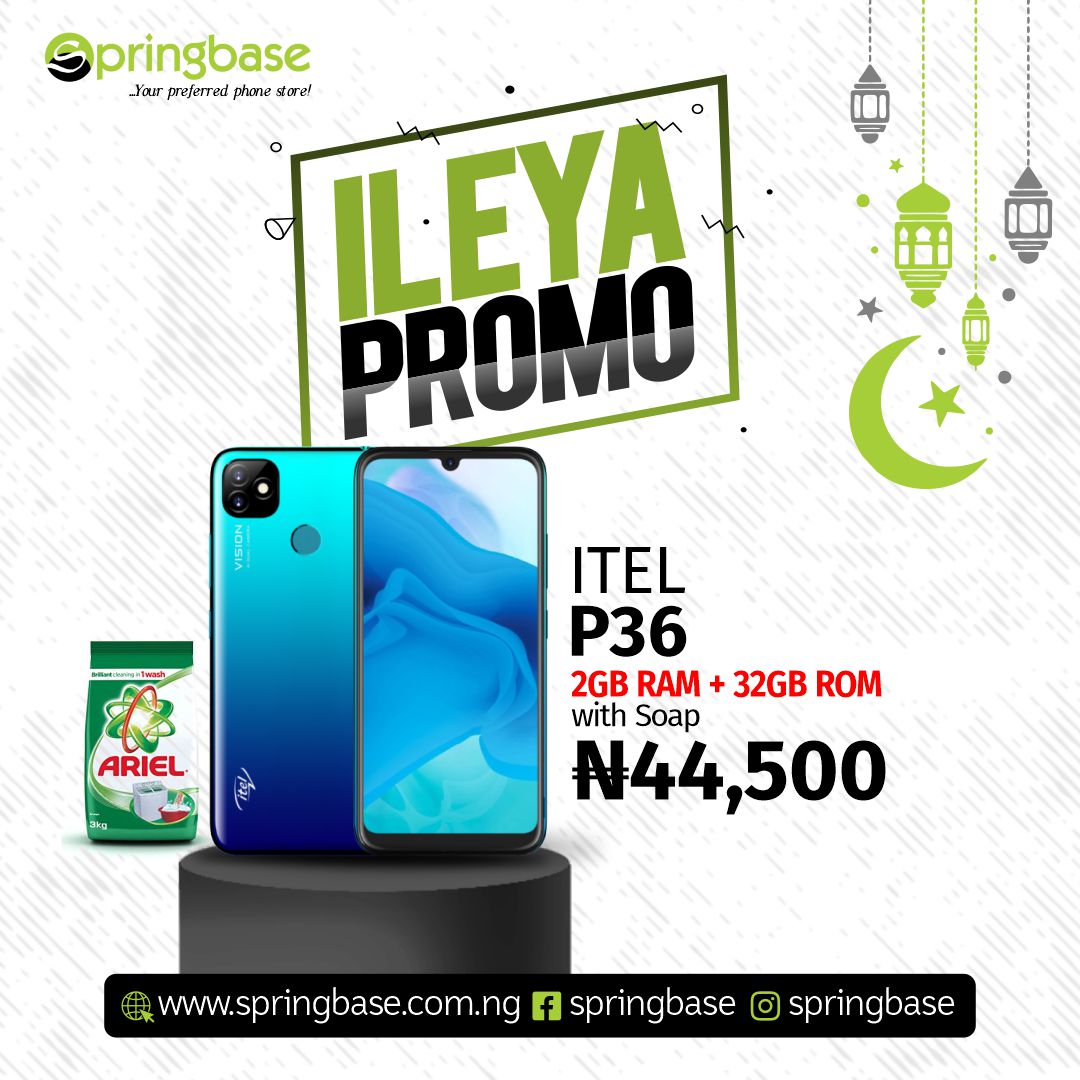 Springbase
...Your preferred phone store!
ILEYA
PROMO
VISION
itel
Brilliant cleaning in 1 wash
ARIEL
3kg
ITEL
P36
2GB RAM + 32GB ROM
with Soap
₦44,500
www.springbase.com.ng springbase springbase